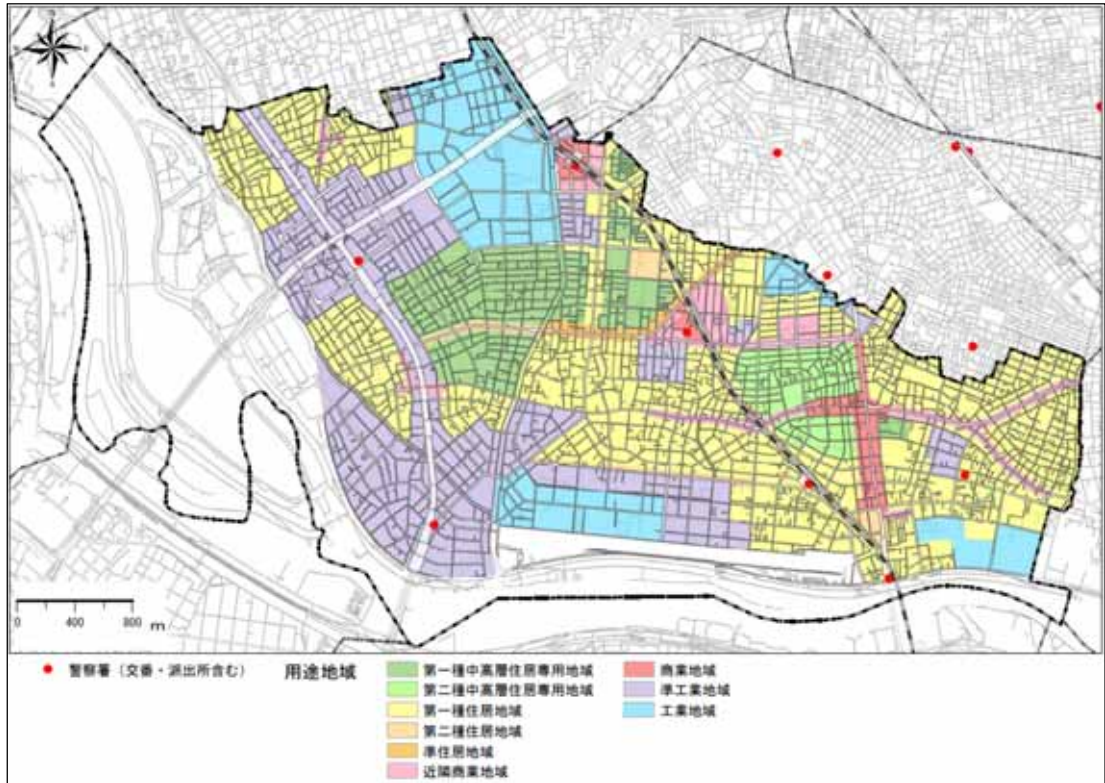 0 400 800 m
警察署（交番・派出所含む）
用途地域
第一種中高層住居専用地域
第二種中高層住居専用地域
第一種住居地域
第二種住居地域
準住居地域
近隣商業地域
商業地域
準工業地域
工業地域